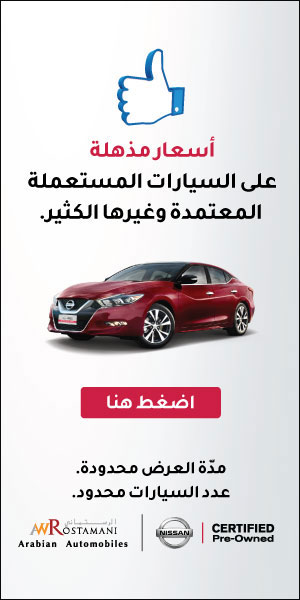 أسعار مذهلة
على السيارات المستعملة
المعتمدة وغيرها الكثير.
اضغط هنا
مدّة العرض محدودة.
عدد السيارات محدود.
الرستماني
AWROSTAMANI
Arabian Automobiles
NISSAN
CERTIFIED
Pre-Owned